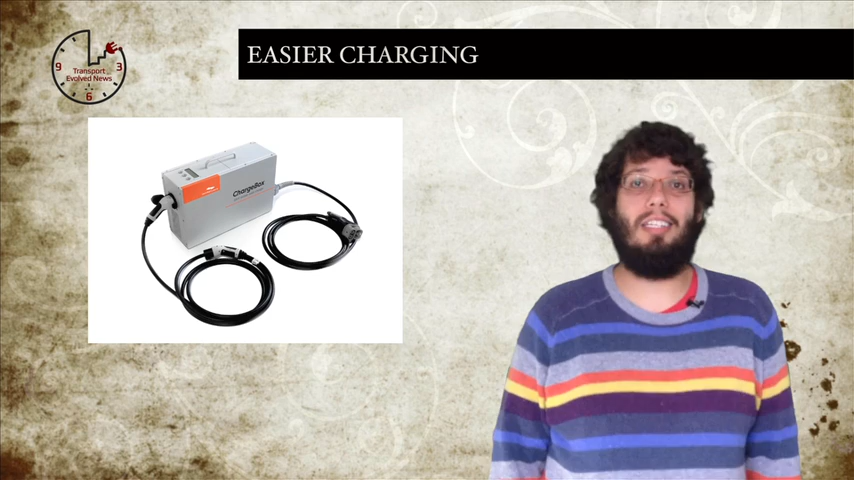 EASIER CHARGING
9
3
Transport
Evolved News
6
ChargeBox